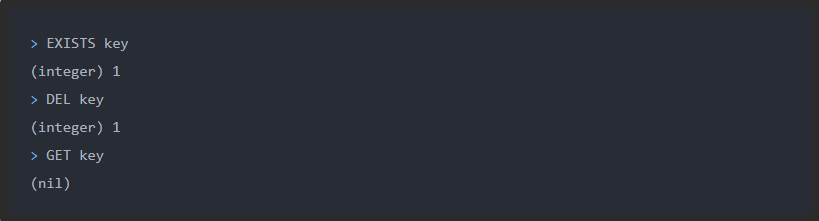 > EXISTS key
(integer) 1
> DEL key
(integer) 1
> GET key
(nil)